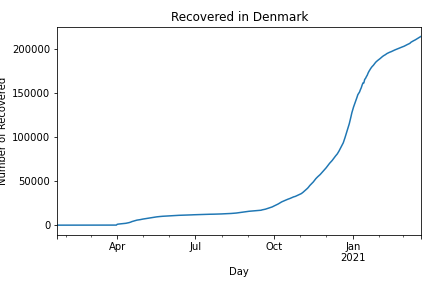 Recovered in Denmark
Number of Recovered
200000
150000
100000
50000
0
Apr
Jul
Oct
Jan
2021
Day